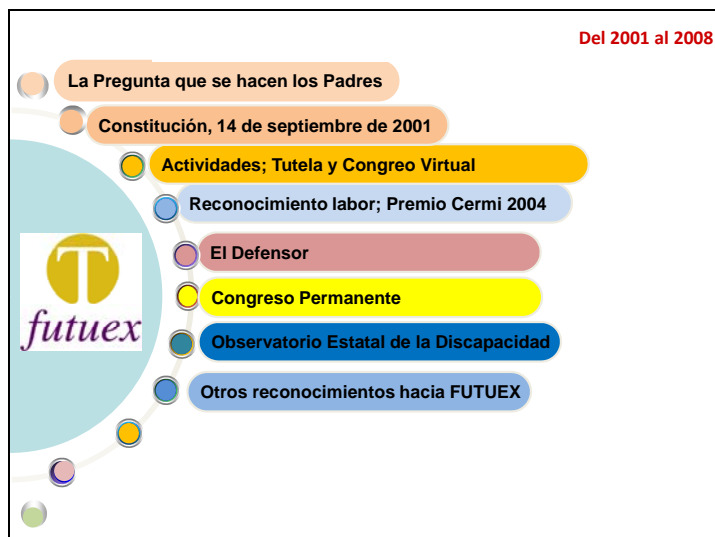 Del 2001 al 2008
La Pregunta que se hacen los Padres
Constitución, 14 de septiembre de 2001
Actividades; Tutela y Congreo Virtual
Reconocimiento labor; Premio Cermi 2004
El Defensor
Congreso Permanente
Observatorio Estatal de la Discapacidad
Otros reconocimientos hacia FUTUEX
futuex